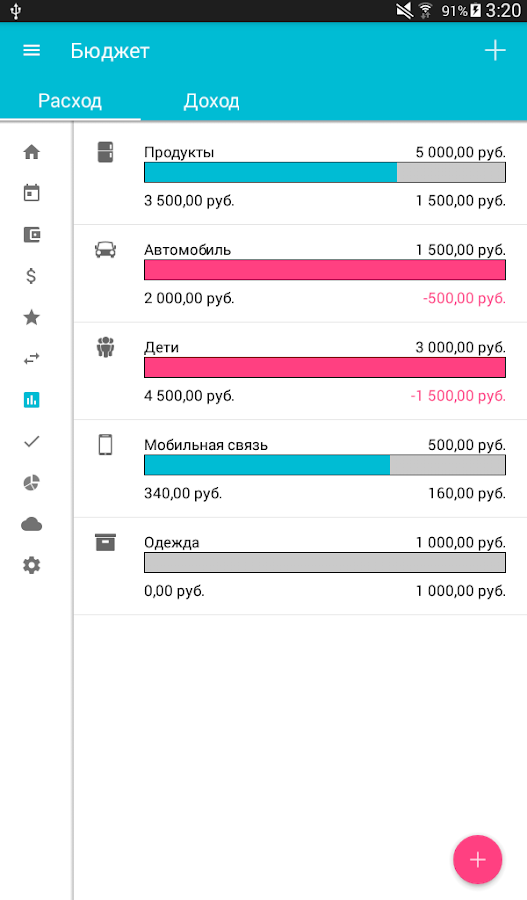 91% 3:20
Бюджет
Расход Доход
Продукты 5 000,00 руб.
3 500,00 руб. 1 500,00 руб.
Автомобиль 1 500,00 руб.
2 000,00 руб. -500,00 руб.
Дети 3 000,00 руб.
4 500,00 руб. -1 500,00 руб.
Мобильная связь 500,00 руб.
340,00 руб. 160,00 руб.
Одежда 1 000,00 руб.
0,00 руб. 1 000,00 руб.